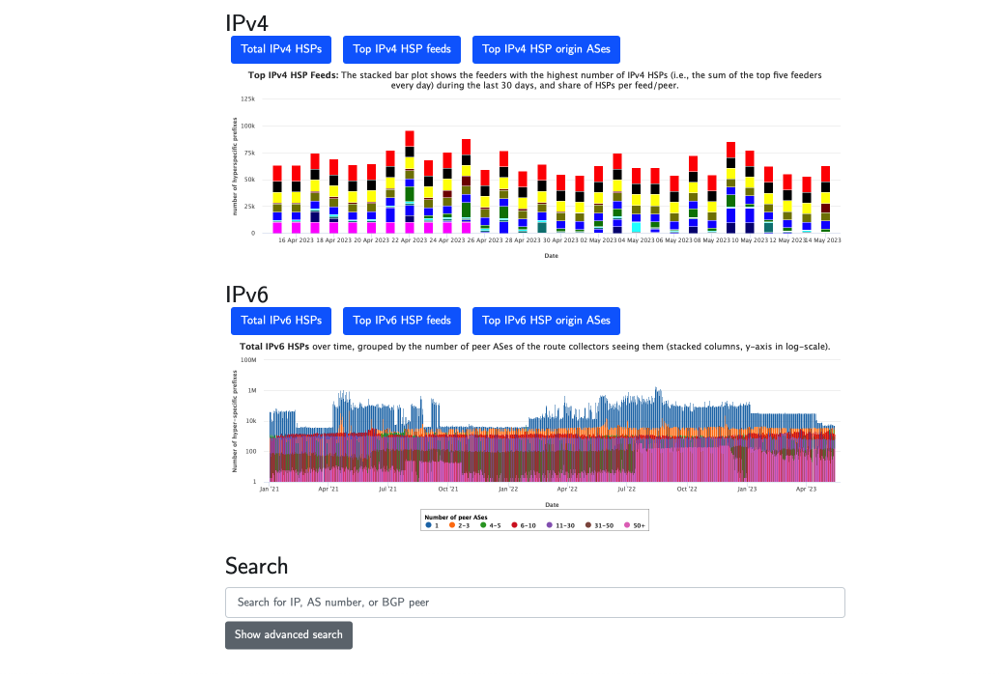 IPv4
Total IPv4 HSPs Top IPv4 HSP feeds Top IPv4 HSP origin ASes
Top IPv4 HSP Feeds: The stacked bar plot shows the feeders with the highest number of IPv4 HSPs (i.e., the sum of the top five feeders
every day) during the last 30 days, and share of HSPs per feed/peer.
number of hyperspecific prefixes
125k
100k
75k
50k
25k
0
16 Apr 2023 18 Apr 2023 20 Apr 2023 22 Apr 2023 24 Apr 2023 26 Apr 2023 28 Apr 2023 30 Apr 2023 02 May 2023 04 May 2023 06 May 2023 08 May 2023 10 May 2023 12 May 2023 14 May 2023
Date
IPv6
Total IPv6 HSPs Top IPv6 HSP feeds Top IPv6 HSP origin ASes
Total IPv6 HSPs over time, grouped by the number of peer ASes of the route collectors seeing them (stacked columns, y-axis in log-scale).
Number of hyper-specific prefixes
100M
1M
10k
100
1
Jan '21 Apr '21 Jul '21 Oct '21 Jan '22 Apr '22 Jul '22 Oct '22 Jan '23 Apr '23
Date
Number of peer ASes
1 2-3 4-5 6-10 11-30 31-50 50+
Search
Search for IP, AS number, or BGP peer
Show advanced search